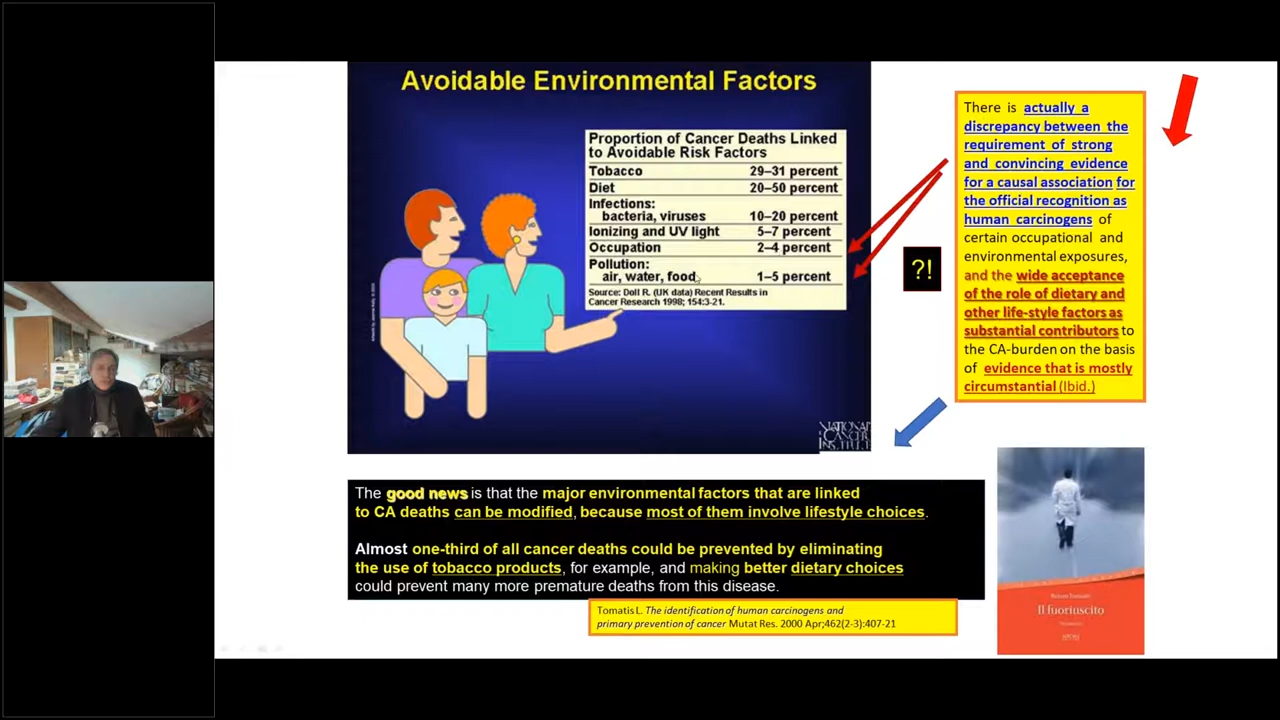 Avoidable Environmental Factors
Proportion of Cancer Deaths Linked
to Avoidable Risk Factors
Tobacco 29–31 percent
Diet 20–50 percent
Infections:
bacteria, viruses 10–20 percent
Ionizing and UV light 5–7 percent
Occupation 2–4 percent
Pollution:
air, water, food 1–5 percent
Source: Doll R. (UK data) Recent Results in
Cancer Research 1998; 154:3-21.
NATIONAL
CANCER
INSTITUTE
There is actually a
discrepancy between the
requirement of strong
and convincing evidence
for a causal association for
the official recognition as
human carcinogens of
certain occupational and
environmental exposures,
and the wide acceptance
of the role of dietary and
other life-style factors as
substantial contributors to
the CA-burden on the basis
of evidence that is mostly
circumstantial (Ibid.)
?!
The good news is that the major environmental factors that are linked
to CA deaths can be modified, because most of them involve lifestyle choices.
Almost one-third of all cancer deaths could be prevented by eliminating
the use of tobacco products, for example, and making better dietary choices
could prevent many more premature deaths from this disease.
Tomatis L. The identification of human carcinogens and
primary prevention of cancer Mutat Res. 2000 Apr;462(2-3):407-21
Il fuoriuscito